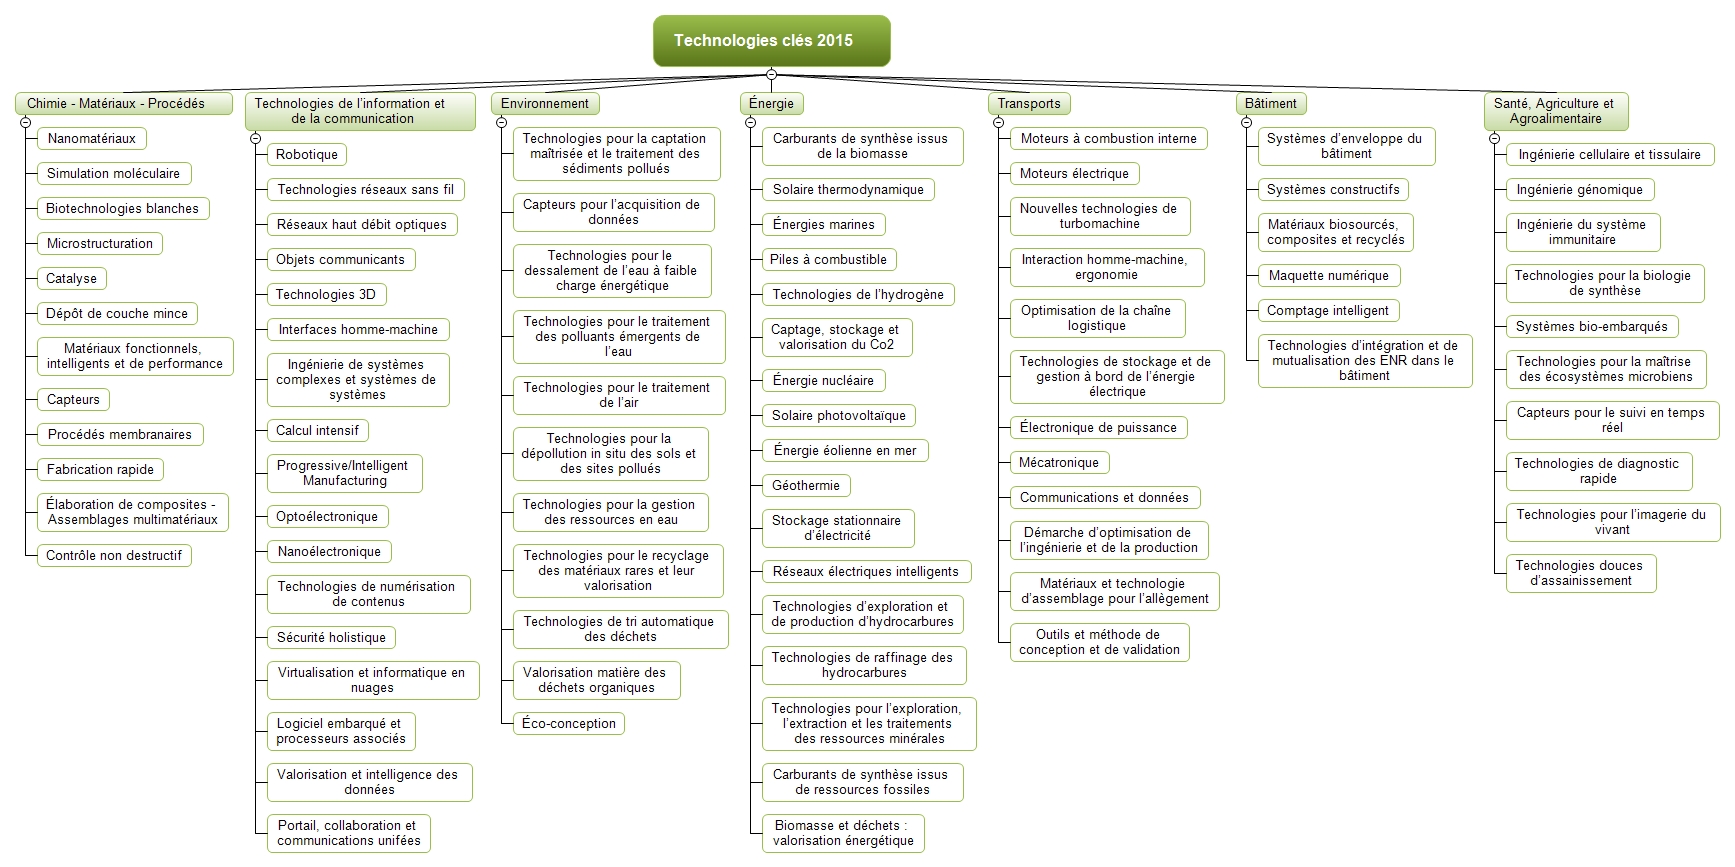 Technologies clés 2015
Chimie - Matériaux - Procédés
Nanomatériaux
Simulation moléculaire
Biotechnologies blanches
Microstructuration
Catalyse
Dépôt de couche mince
Matériaux fonctionnels,
intelligents et de performance
Capteurs
Procédés membranaires
Fabrication rapide
Élaboration de composites -
Assemblages multimatériaux
Contrôle non destructif
Technologies de l'information et
de la communication
Robotique
Technologies réseaux sans fil
Réseaux haut débit optiques
Objets communicants
Technologies 3D
Interfaces homme-machine
Ingénierie de systèmes
complexes et systèmes de
systèmes
Calcul intensif
Progressive/Intelligent
Manufacturing
Optoélectronique
Nanoélectronique
Technologies de numérisation
de contenus
Sécurité holistique
Virtualisation et informatique en
nuages
Logiciel embarqué et
processeurs associés
Valorisation et intelligence des
données
Portail, collaboration et
communications unifées
Environnement
Technologies pour la captation
maîtrisée et le traitement des
sédiments pollués
Capteurs pour l'acquisition de
données
Technologies pour le
dessalement de l'eau à faible
charge énergétique
Technologies pour le traitement
des polluants émergents de
l'eau
Technologies pour le traitement
de l'air
Technologies pour la
dépollution in situ des sols et
des sites pollués
Technologies pour la gestion
des ressources en eau
Technologies pour le recyclage
des matériaux rares et leur
valorisation
Technologies de tri automatique
des déchets
Valorisation matière des
déchets organiques
Éco-conception
Énergie
Carburants de synthèse issus
de la biomasse
Solaire thermodynamique
Énergies marines
Piles à combustible
Technologies de l'hydrogène
Captage, stockage et
valorisation du Co2
Énergie nucléaire
Solaire photovoltaïque
Énergie éolienne en mer
Géothermie
Stockage stationnaire
d'électricité
Réseaux électriques intelligents
Technologies d'exploration et
de production d'hydrocarbures
Technologies de raffinage des
hydrocarbures
Technologies pour l'exploration,
l'extraction et les traitements
des ressources minérales
Carburants de synthèse issus
de ressources fossiles
Biomasse et déchets :
valorisation énergétique
Transports
Moteurs à combustion interne
Moteurs électrique
Nouvelles technologies de
turbomachine
Interaction homme-machine,
ergonomie
Optimisation de la chaîne
logistique
Technologies de stockage et de
gestion à bord de l'énergie
électrique
Électronique de puissance
Mécatronique
Communications et données
Démarche d'optimisation de
l'ingénierie et de la production
Matériaux et technologie
d'assemblage pour l'allègement
Outils et méthode de
conception et de validation
Bâtiment
Systèmes d'enveloppe du
bâtiment
Systèmes constructifs
Matériaux biosourcés,
composites et recyclés
Maquette numérique
Comptage intelligent
Technologies d'intégration et de
mutualisation des ENR dans le
bâtiment
Santé, Agriculture et
Agroalimentaire
Ingénierie cellulaire et tissulaire
Ingénierie génomique
Ingénierie du système
immunitaire
Technologies pour la biologie
de synthèse
Systèmes bio-embarqués
Technologies pour la maîtrise
des écosystèmes microbiens
Capteurs pour le suivi en temps
réel
Technologies de diagnostic
rapide
Technologies pour l'imagerie du
vivant
Technologies douces
d'assainissement